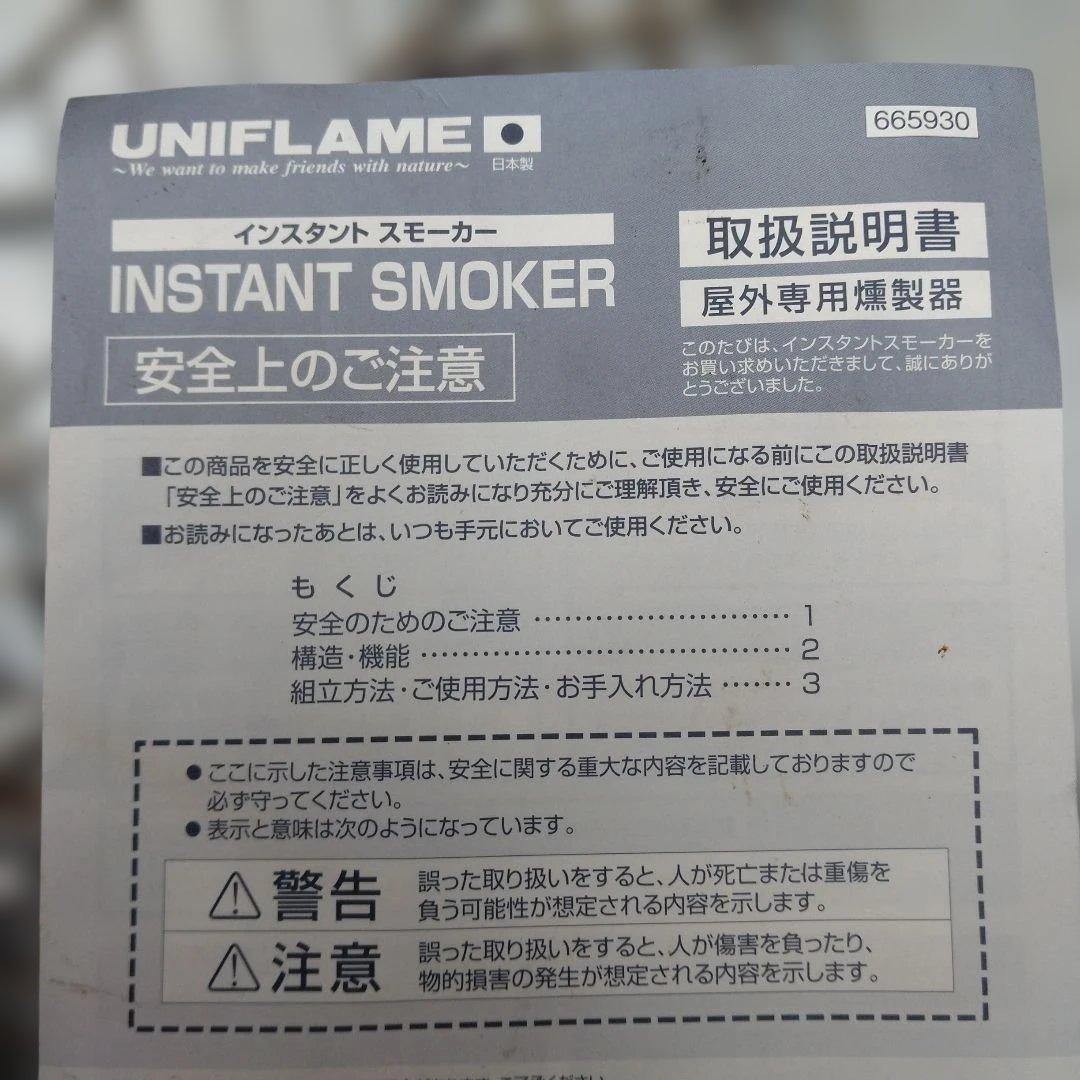 UNIFLAME
～We want to make friends with nature～
日本製
665930
インスタント スモーカー
INSTANT SMOKER
安全上のご注意
取扱説明書
屋外専用燻製器
このたびは、インスタントスモーカーを
お買い求めいただきまして、誠にありが
とうございました。
■この商品を安全に正しく使用していただくために、ご使用になる前にこの取扱説明書
「安全上のご注意」をよくお読みになり充分にご理解頂き、安全にご使用ください。
■お読みになったあとは、いつも手元においてご使用ください。
もくじ
安全のためのご注意 ‥‥‥‥‥‥‥‥‥‥ 1
構造・機能 ‥‥‥‥‥‥‥‥‥‥‥‥‥‥ 2
組立方法・ご使用方法・お手入れ方法 ‥‥‥ 3
●ここに示した注意事項は、安全に関する重大な内容を記載しておりますので
必ず守ってください。
●表示と意味は次のようになっています。
⚠警告 誤った取り扱いをすると、人が死亡または重傷を
負う可能性が想定される内容を示します。
⚠注意 誤った取り扱いをすると、人が傷害を負ったり、
物的損害の発生が想定される内容を示します。